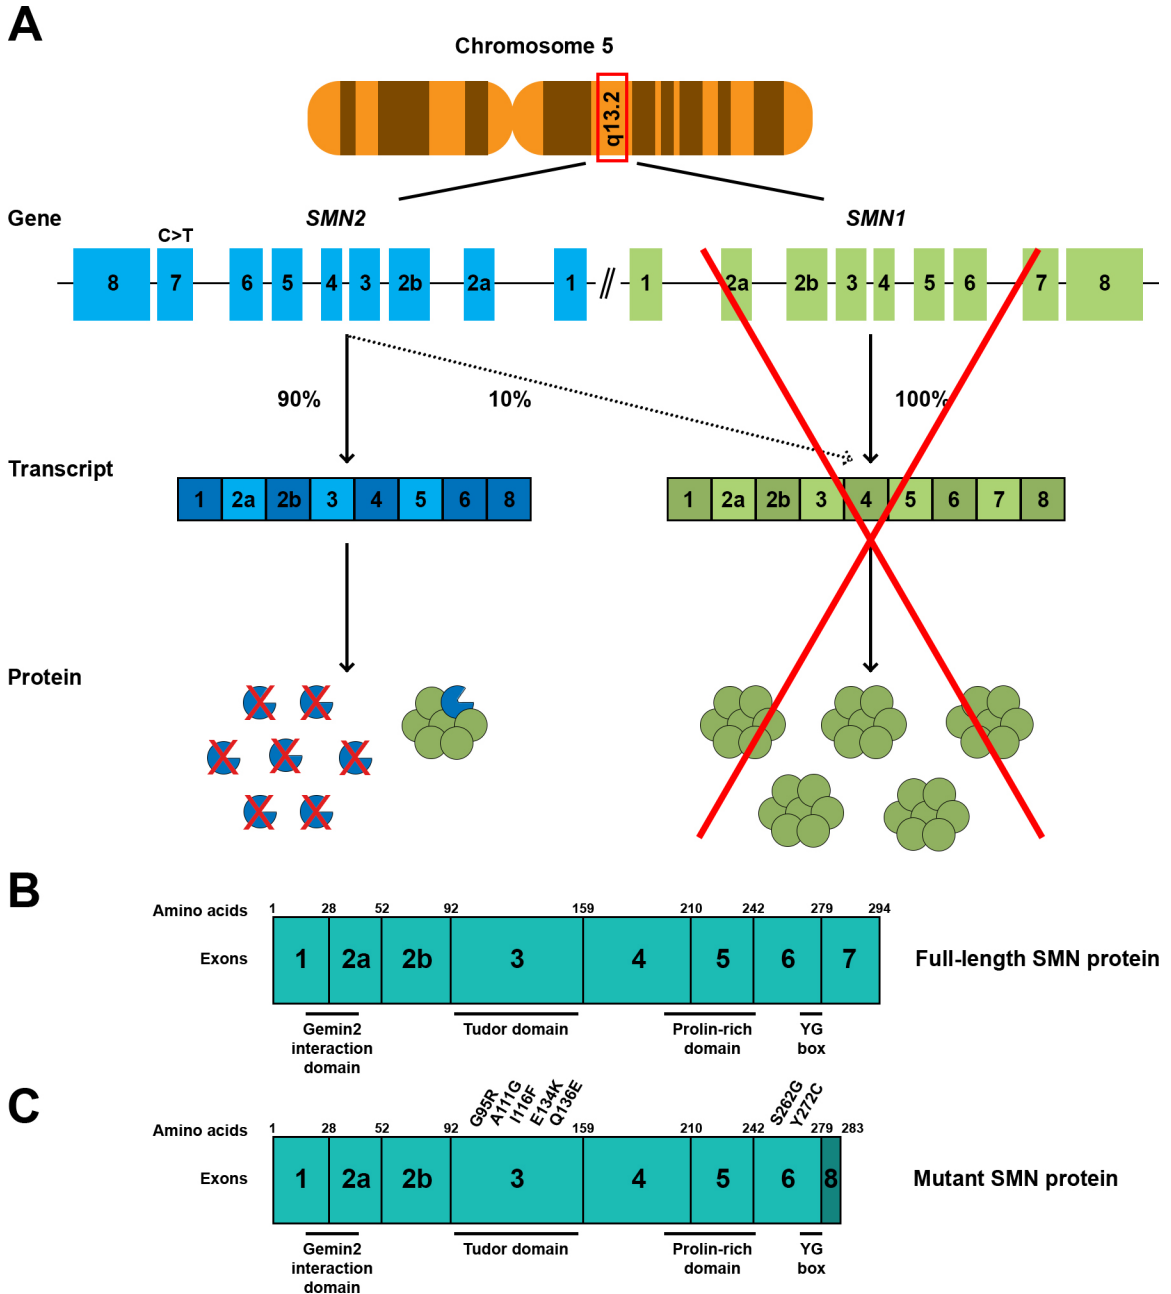 A
Chromosome 5
q13.2
Gene
SMN2
SMN1
C>T
8 7 6 5 4 3 2b 2a 1 // 1 2a 2b 3 4 5 6 7 8
90%
10%
100%
Transcript
1 2a 2b 3 4 5 6 8
1 2a 2b 3 4 5 6 7 8
Protein
B
Amino acids 1 28 52 92 159 210 242 279 294
Exons 1 2a 2b 3 4 5 6 7 Full-length SMN protein
Gemin2
interaction
domain
Tudor domain
Prolin-rich
domain
YG
box
C
G95R
A111G
I116F
E134K
Q136E
S262G
Y272C
Amino acids 1 28 52 92 159 210 242 279 283
Exons 1 2a 2b 3 4 5 6 8 Mutant SMN protein
Gemin2
interaction
domain
Tudor domain
Prolin-rich
domain
YG
box